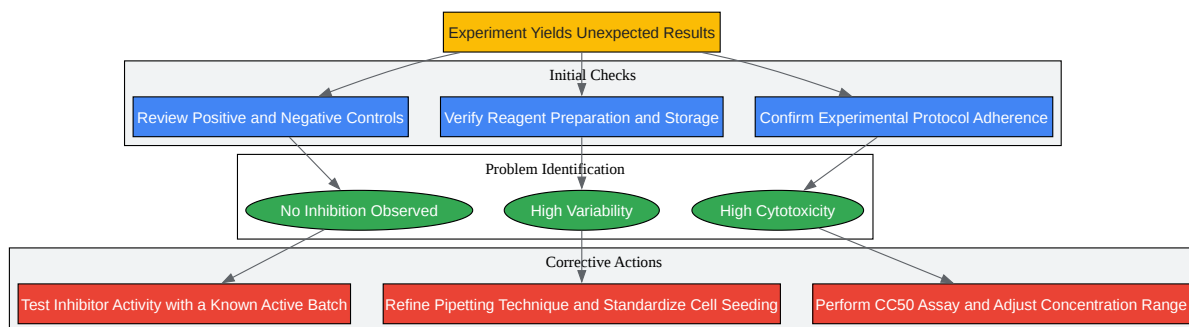 Experiment Yields Unexpected Results
Initial Checks
Review Positive and Negative Controls
Verify Reagent Preparation and Storage
Confirm Experimental Protocol Adherence
Problem Identification
No Inhibition Observed
High Variability
High Cytotoxicity
Corrective Actions
Test Inhibitor Activity with a Known Active Batch
Refine Pipetting Technique and Standardize Cell Seeding
Perform CC50 Assay and Adjust Concentration Range